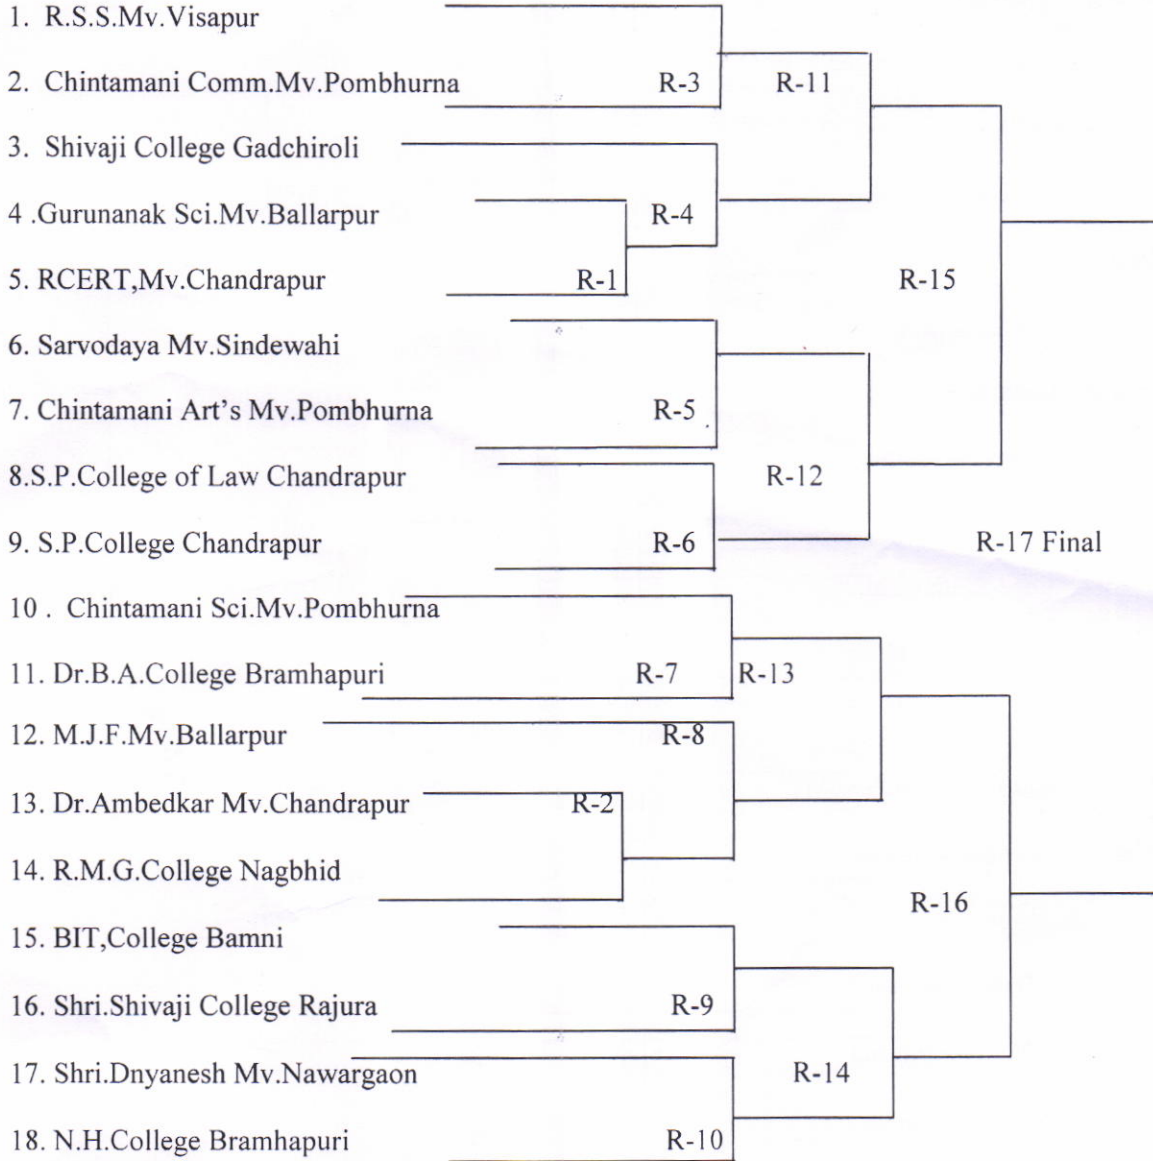 1. R.S.S.Mv.Visapur
2. Chintamani Comm.Mv.Pombhurna R-3 R-11
3. Shivaji College Gadchiroli
4 .Gurunanak Sci.Mv.Ballarpur R-4
5. RCERT,Mv.Chandrapur R-1 R-15
6. Sarvodaya Mv.Sindewahi
7. Chintamani Art's Mv.Pombhurna R-5
8.S.P.College of Law Chandrapur R-12
9. S.P.College Chandrapur R-6 R-17 Final
10 . Chintamani Sci.Mv.Pombhurna
11. Dr.B.A.College Bramhapuri R-7 R-13
12. M.J.F.Mv.Ballarpur R-8
13. Dr.Ambedkar Mv.Chandrapur R-2
14. R.M.G.College Nagbhid
R-16
15. BIT,College Bamni
16. Shri.Shivaji College Rajura R-9
17. Shri.Dnyanesh Mv.Nawargaon R-14
18. N.H.College Bramhapuri R-10